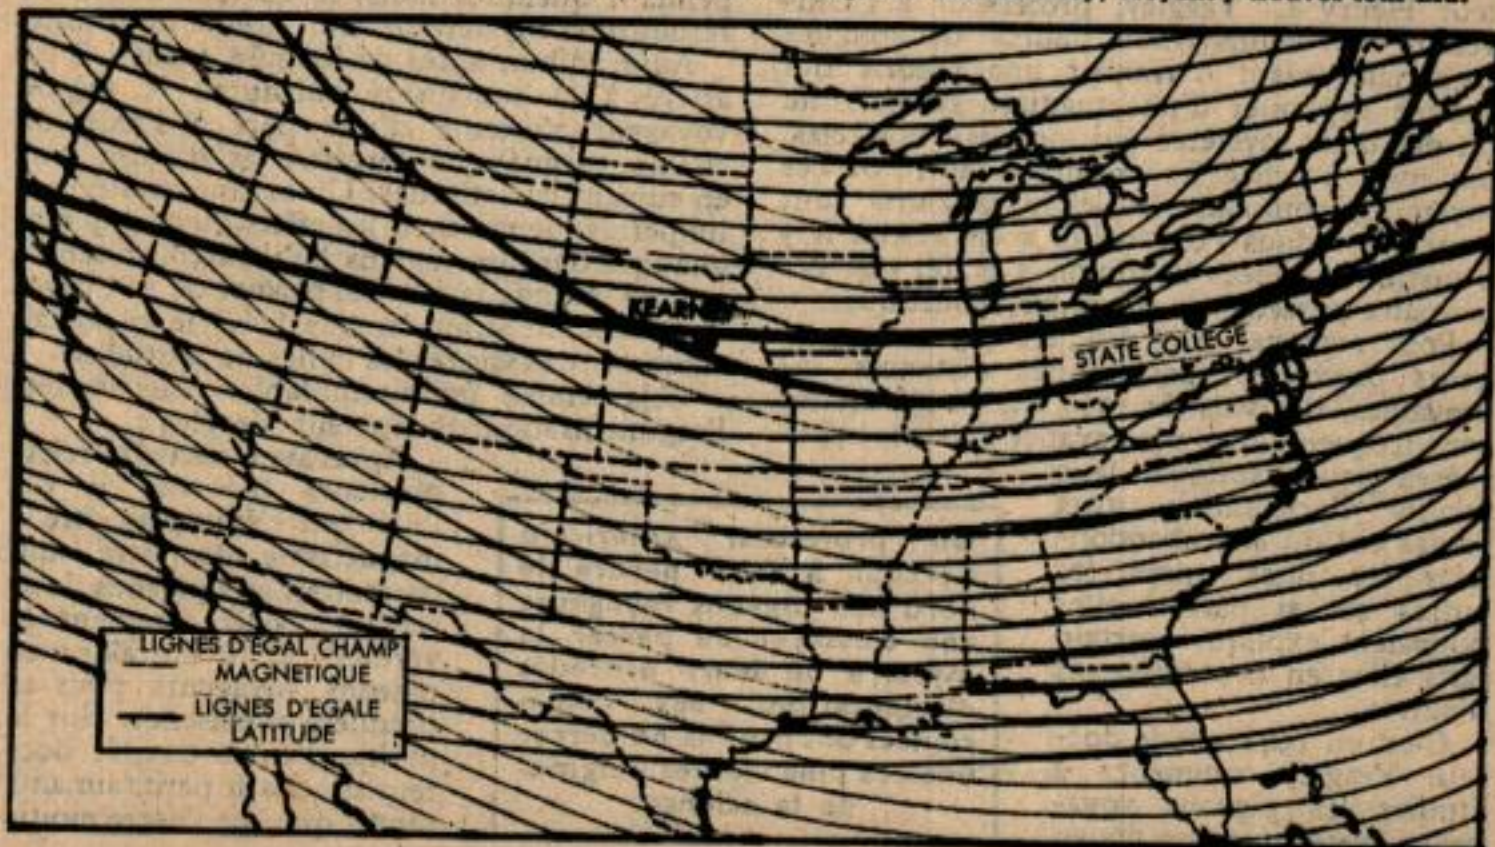 KEARNEY
STATE COLLEGE
LIGNES D'EGAL CHAMP
MAGNETIQUE
LIGNES D'EGALE
LATITUDE